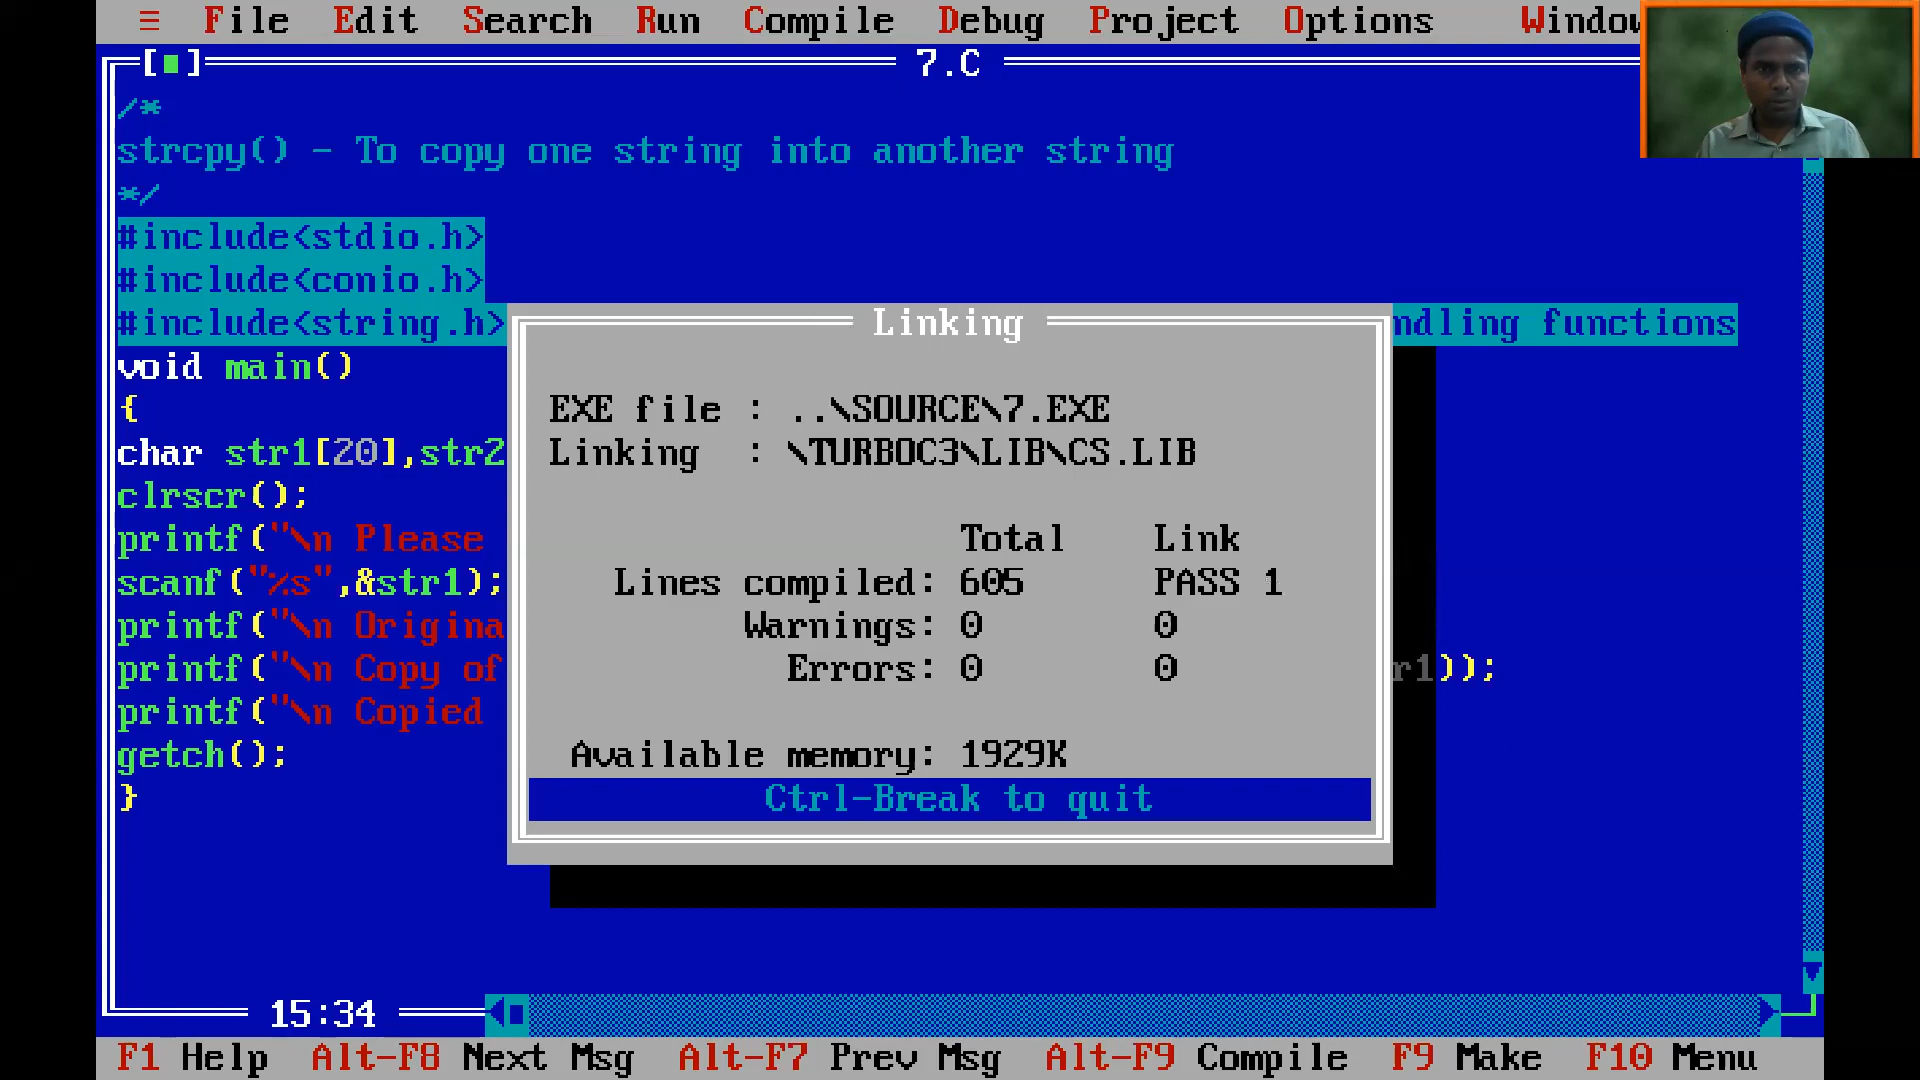 ≡ File Edit Search Run Compile Debug Project Options Window
[■] 7.C
/*
strcpy() - To copy one string into another string
*/
#include<stdio.h>
#include<conio.h>
#include<string.h> ndling functions
void main()
{
char str1[20],str2
clrscr();
printf("\n Please
scanf("%s",&str1);
printf("\n Origina
printf("\n Copy of r1));
printf("\n Copied
getch();
}
Linking
EXE file : ..\SOURCE\7.EXE
Linking : \TURBOC3\LIB\CS.LIB
Total Link
Lines compiled: 605 PASS 1
Warnings: 0 0
Errors: 0 0
Available memory: 1929K
Ctrl-Break to quit
15:34
F1 Help Alt-F8 Next Msg Alt-F7 Prev Msg Alt-F9 Compile F9 Make F10 Menu